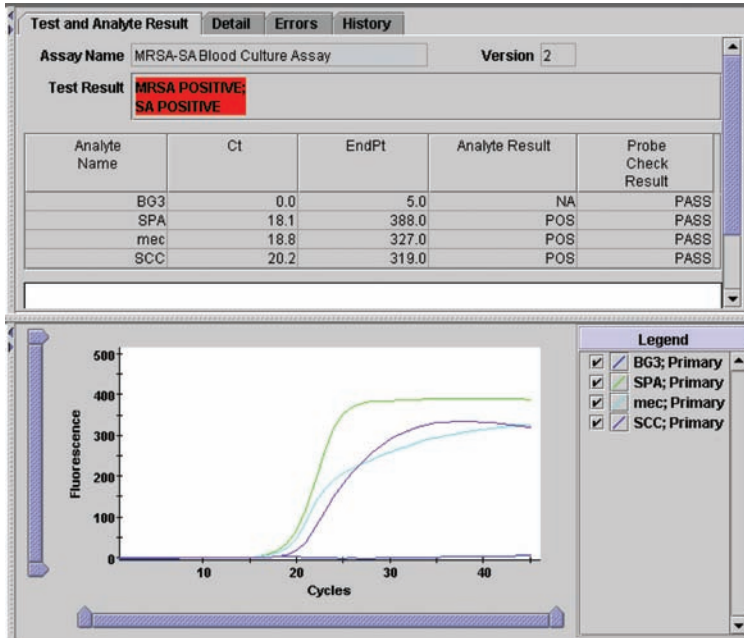 Test and Analyte Result Detail Errors History
Assay Name MRSA-SA Blood Culture Assay Version 2
Test Result MRSA POSITIVE;
SA POSITIVE
Analyte Name Ct EndPt Analyte Result Probe Check Result
BG3 0.0 5.0 NA PASS
SPA 18.1 388.0 POS PASS
mec 18.8 327.0 POS PASS
SCC 20.2 319.0 POS PASS
Legend
BG3; Primary
SPA; Primary
mec; Primary
SCC; Primary
Fluorescence
500
400
300
200
100
0
10 20 30 40
Cycles